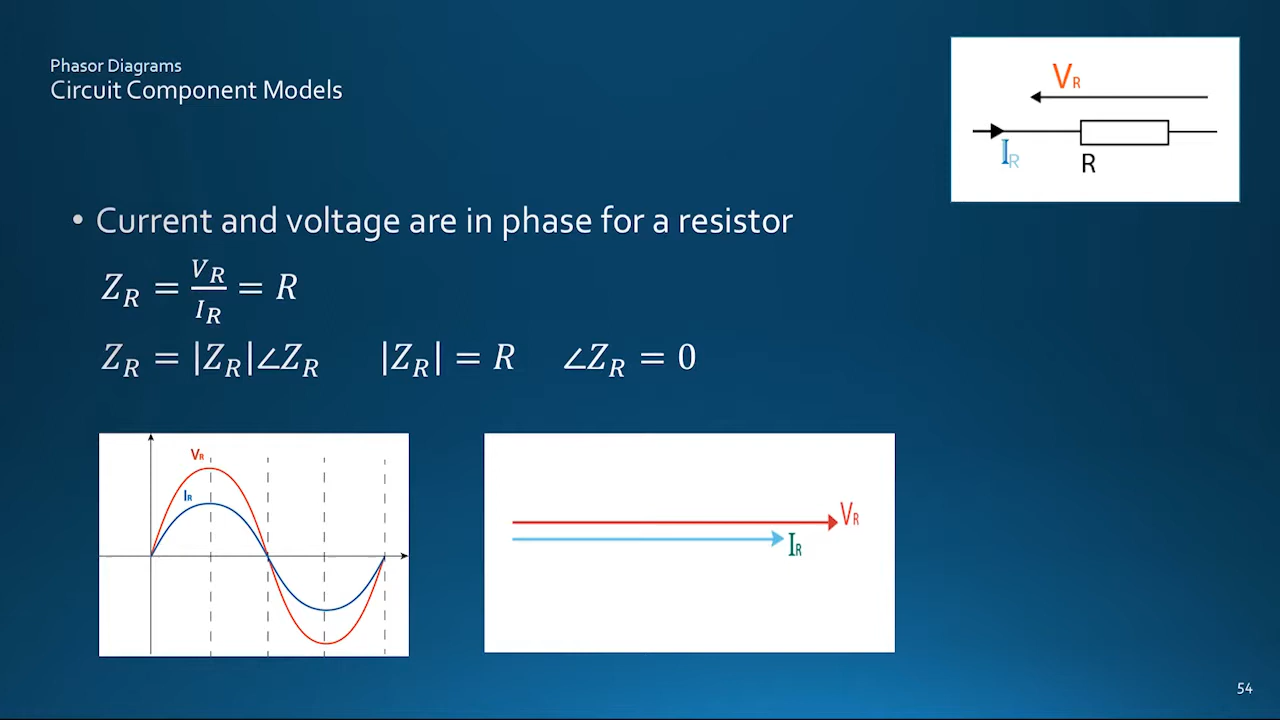 Phasor Diagrams
Circuit Component Models
V_R
I_R
R
• Current and voltage are in phase for a resistor
Z_R = V_R / I_R = R
Z_R = |Z_R|∠Z_R |Z_R| = R ∠Z_R = 0
V_R
I_R
V_R
I_R
54